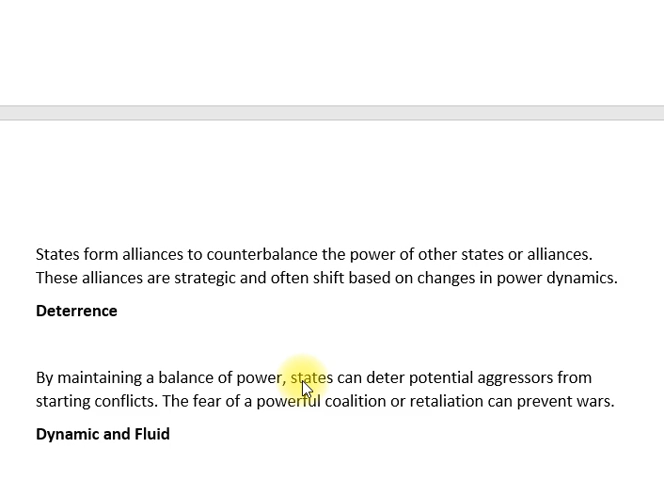 States form alliances to counterbalance the power of other states or alliances.
These alliances are strategic and often shift based on changes in power dynamics.
Deterrence
By maintaining a balance of power, states can deter potential aggressors from
starting conflicts. The fear of a powerful coalition or retaliation can prevent wars.
Dynamic and Fluid